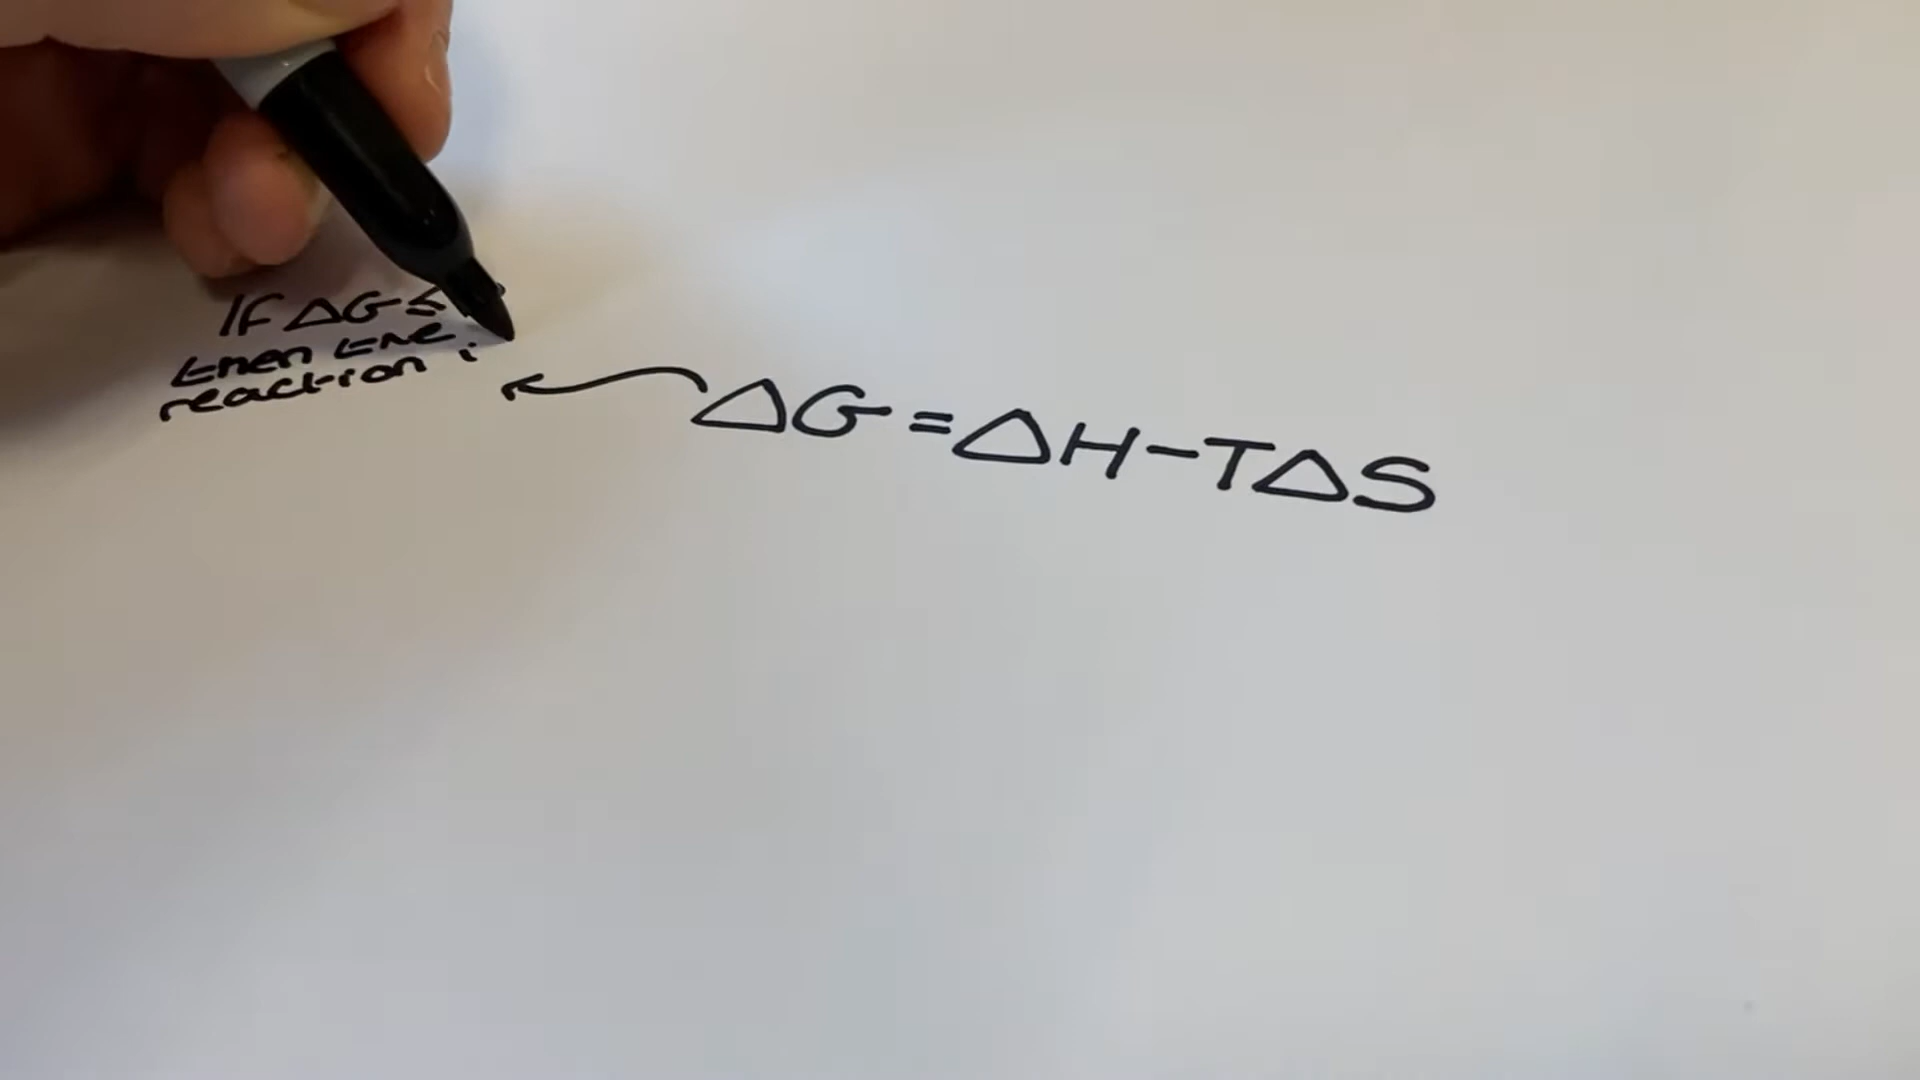 If ΔG ≤
then the
reaction i
ΔG = ΔH - TΔS